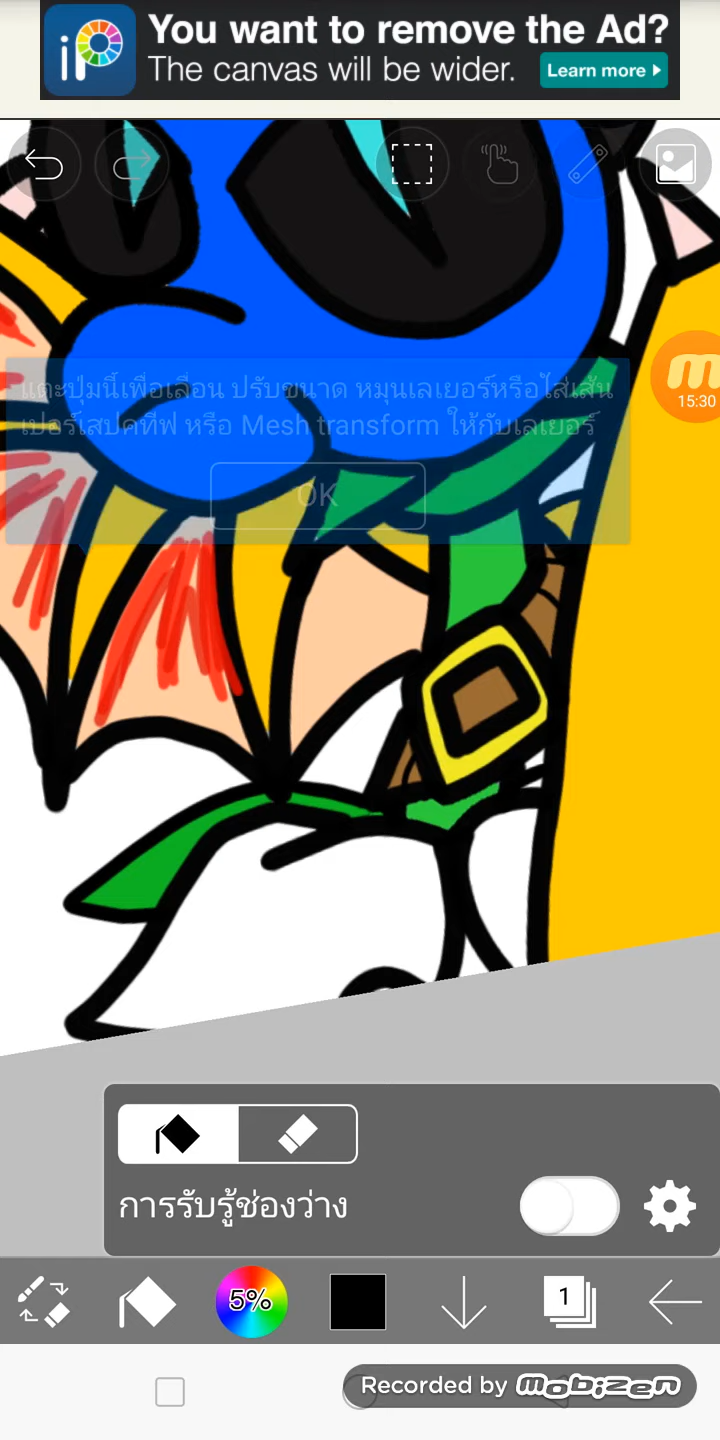 iP
You want to remove the Ad?
The canvas will be wider.
Learn more
แตะปุ่มนี้เพื่อเลื่อน ปรับขนาด หมุนเลเยอร์หรือใส่เส้น
เปอร์เสปคทีฟ หรือ Mesh transform ให้กับเลเยอร์
OK
m
15:30
การรับรู้ช่องว่าง
5%
1
Recorded by mobizen